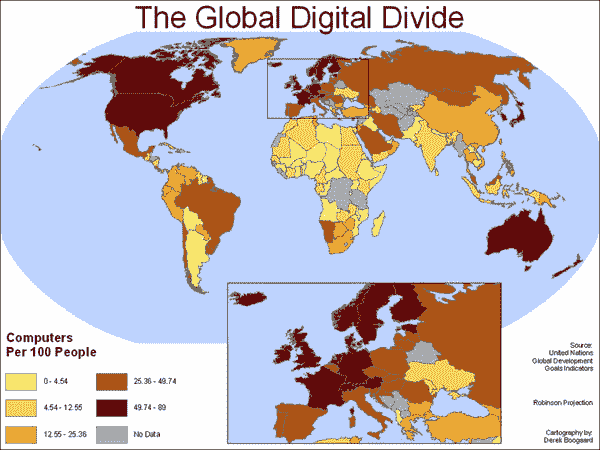 The Global Digital Divide
Computers
Per 100 People
0 - 4.54
4.54 - 12.55
12.55 - 25.36
25.36 - 49.74
49.74 - 89
No Data
Source:
United Nations
Global Development
Goals Indicators
Robinson Projection
Cartography by:
Derek Boogaard